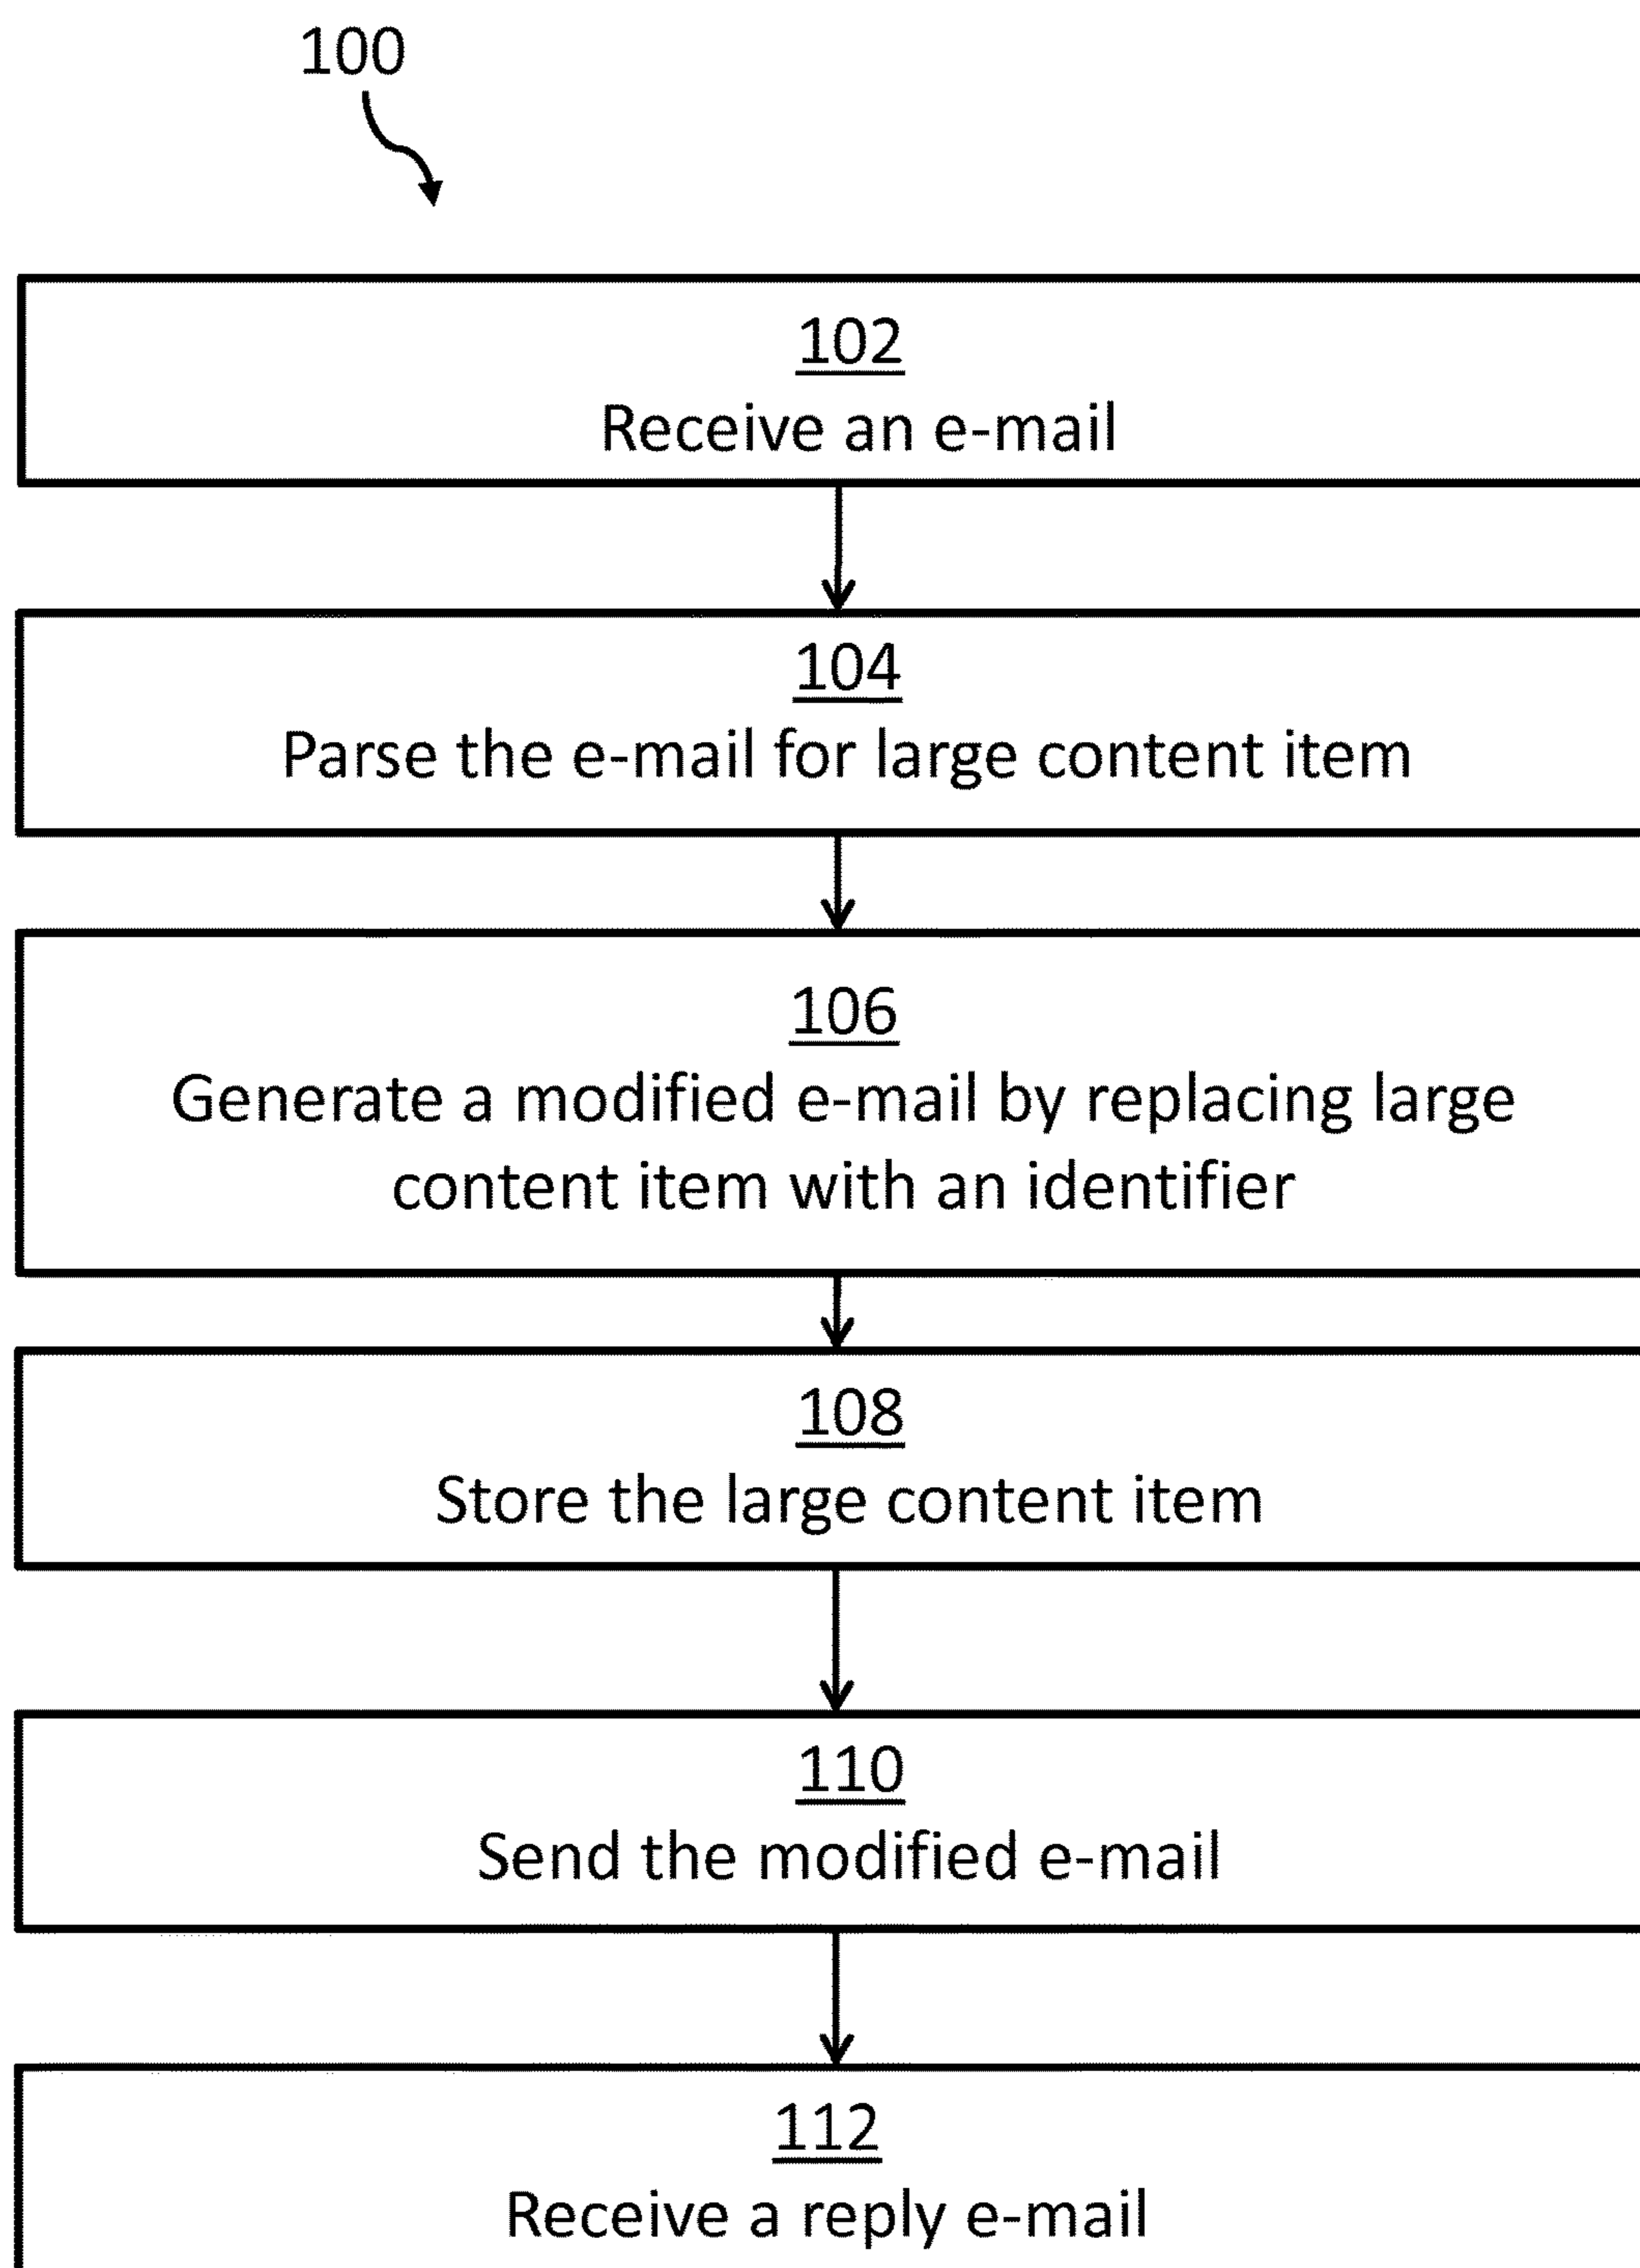 100
102
Receive an e-mail
104
Parse the e-mail for large content item
106
Generate a modified e-mail by replacing large
content item with an identifier
108
Store the large content item
110
Send the modified e-mail
112
Receive a reply e-mail